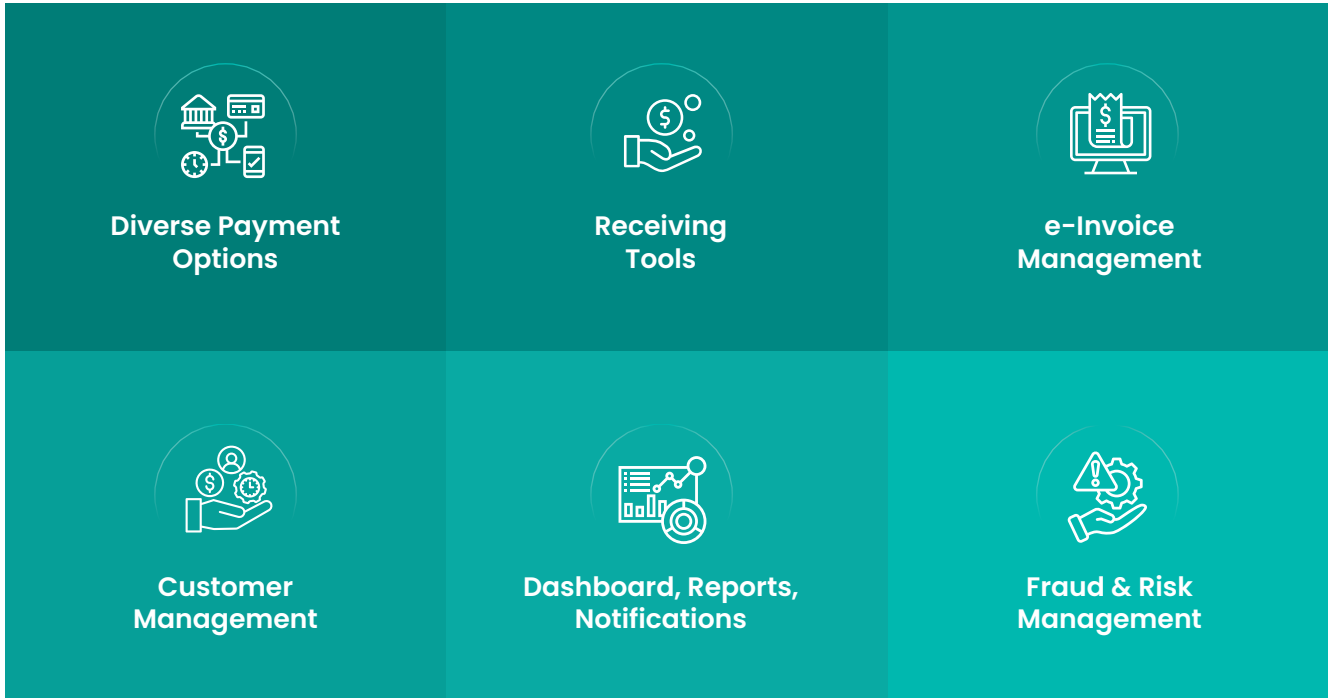 Diverse Payment
Options
Receiving
Tools
e-Invoice
Management
Customer
Management
Dashboard, Reports,
Notifications
Fraud & Risk
Management